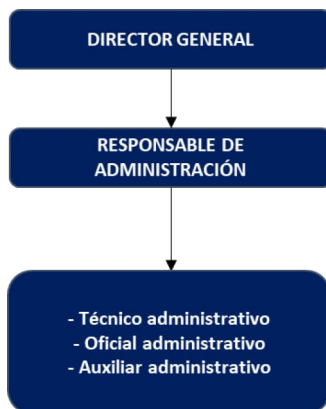 DIRECTOR GENERAL
RESPONSABLE DE
ADMINISTRACIÓN
- Técnico administrativo
- Oficial administrativo
- Auxiliar administrativo